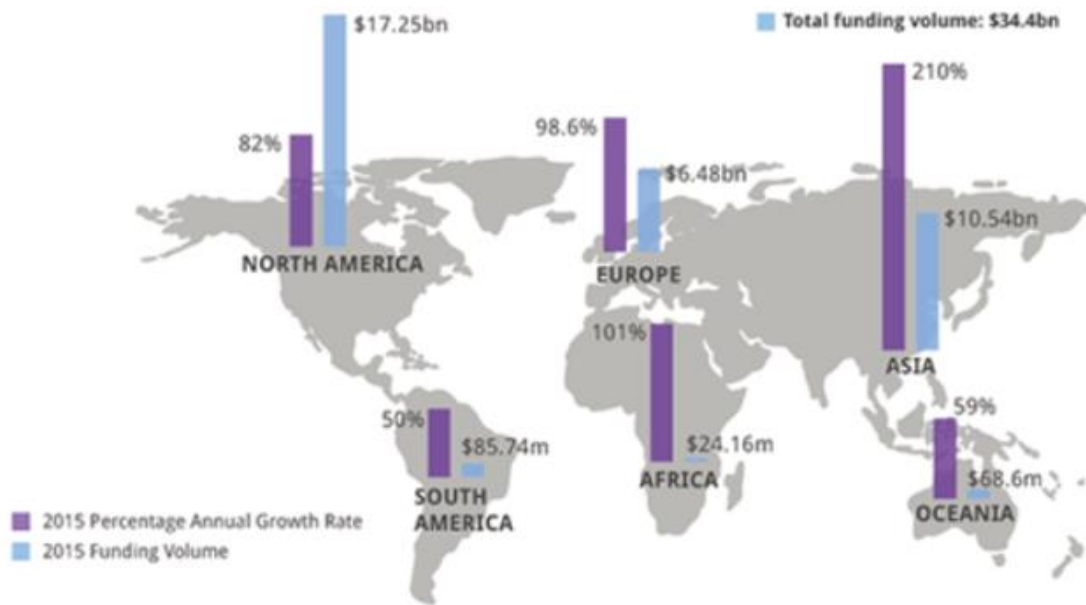 $17.25bn
Total funding volume: $34.4bn
210%
82%
98.6%
$6.48bn
$10.54bn
NORTH AMERICA
EUROPE
101%
ASIA
50%
$85.74m
$24.16m
59%
$68.6m
AFRICA
SOUTH
AMERICA
OCEANIA
2015 Percentage Annual Growth Rate
2015 Funding Volume